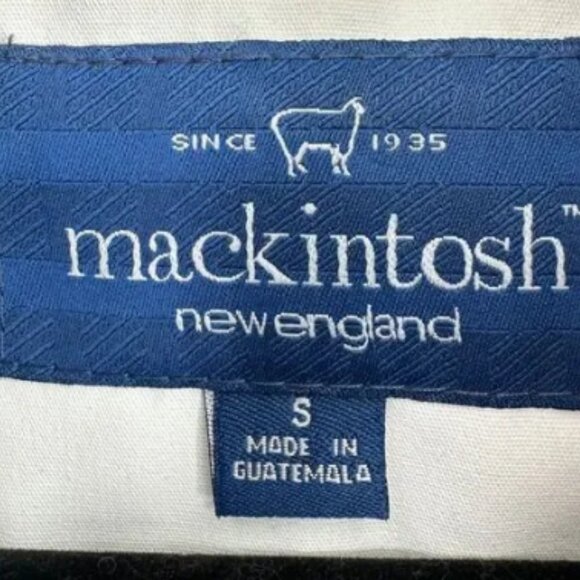 SINCE 1935
mackintosh™
new england
S
MADE IN
GUATEMALA